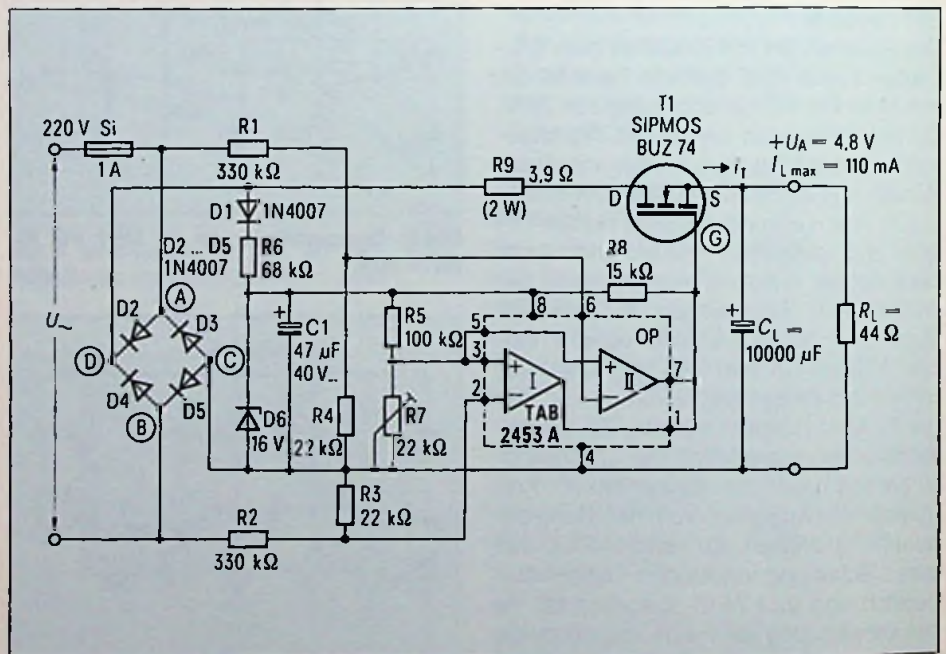 220 V Si
1 A
R1
330 kΩ
T1
SIPMOS
BUZ 74
R9
3,9 Ω
(2 W)
D
S
G
→ i_T
+U_A = 4.8 V
I_L max = 110 mA
D1
1N4007
D2 ... D5
1N4007
R6
68 kΩ
R8
15 kΩ
U~
A
D2
D3
D
C
D4
D5
B
+
C1
47 µF
40 V_
R5
100 kΩ
8
6
5
3
2
OP
+
−
I
+
−
II
7
1
4
TAB
2453 A
+
C_L =
10000 µF
R_L =
44 Ω
D6
16 V
R4
22 kΩ
R7
22 kΩ
R3
22 kΩ
R2
330 kΩ